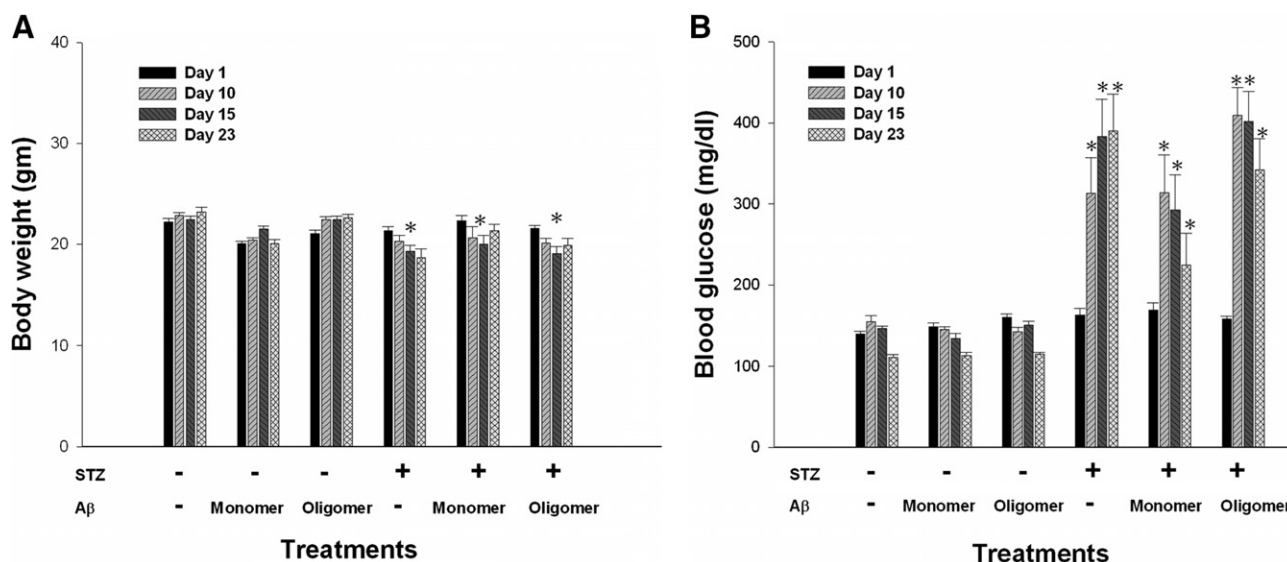 A
Body weight (gm)
40
30
20
10
0
Day 1
Day 10
Day 15
Day 23
*
*
*
STZ - - - + + +
Aβ - Monomer Oligomer - Monomer Oligomer
Treatments
B
Blood glucose (mg/dl)
500
400
300
200
100
0
Day 1
Day 10
Day 15
Day 23
* * *
* * *
* * *
STZ - - - + + +
Aβ - Monomer Oligomer - Monomer Oligomer
Treatments